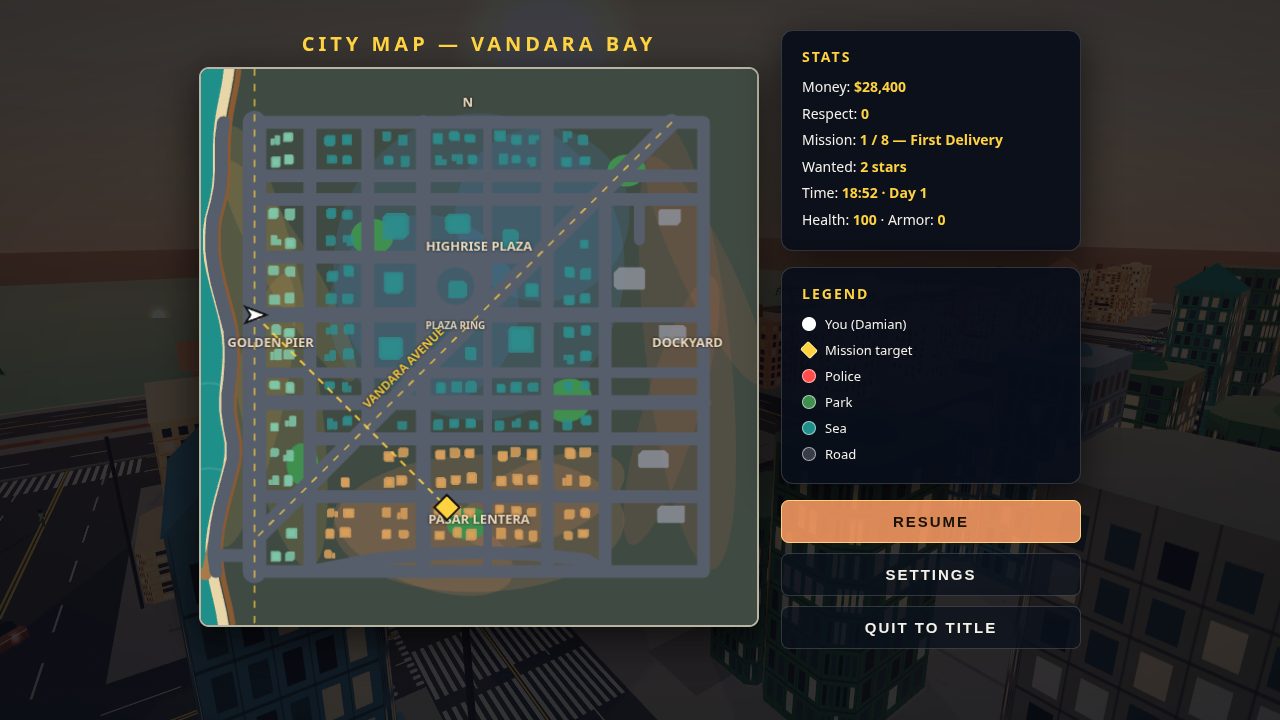 CITY MAP — VANDARA BAY
N
HIGHRISE PLAZA
PLAZA RING
GOLDEN PIER
DOCKYARD
VANDARA AVENUE
PASAR LENTERA
STATS
Money: $28,400
Respect: 0
Mission: 1 / 8 — First Delivery
Wanted: 2 stars
Time: 18:52 · Day 1
Health: 100 · Armor: 0
LEGEND
You (Damian)
Mission target
Police
Park
Sea
Road
RESUME
SETTINGS
QUIT TO TITLE